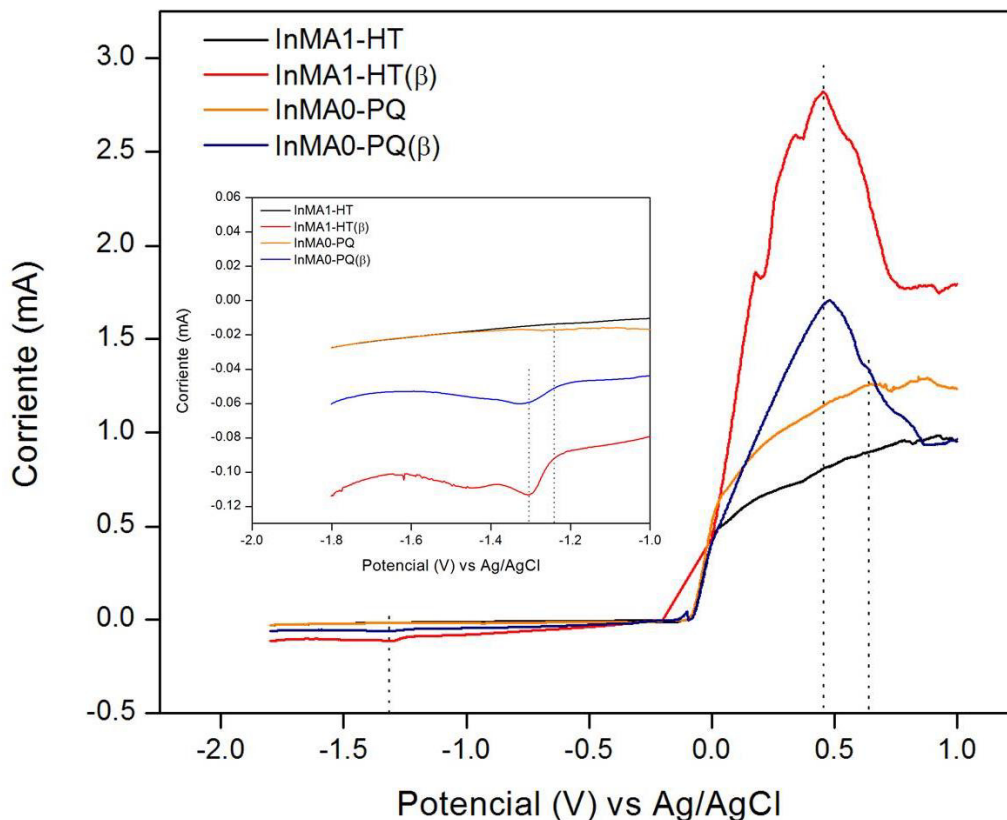 InMA1-HT
InMA1-HT(β)
InMA0-PQ
InMA0-PQ(β)
3.0
2.5
2.0
1.5
1.0
0.5
0.0
-0.5
Corriente (mA)
InMA1-HT
InMA1-HT(β)
InMA0-PQ
InMA0-PQ(β)
0.06
0.04
0.02
0.00
-0.02
-0.04
-0.06
-0.08
-0.10
-0.12
Corriente (mA)
-2.0 -1.8 -1.6 -1.4 -1.2 -1.0
Potencial (V) vs Ag/AgCl
-2.0 -1.5 -1.0 -0.5 0.0 0.5 1.0
Potencial (V) vs Ag/AgCl